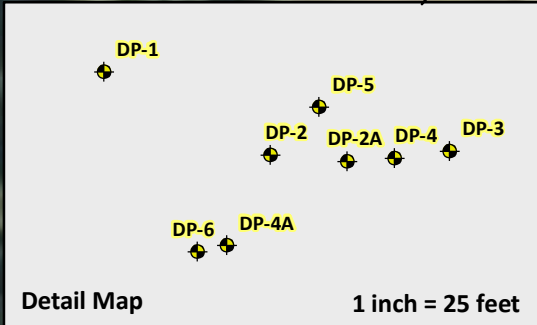 DP-1
DP-5
DP-2
DP-2A
DP-4
DP-3
DP-6
DP-4A
Detail Map
1 inch = 25 feet